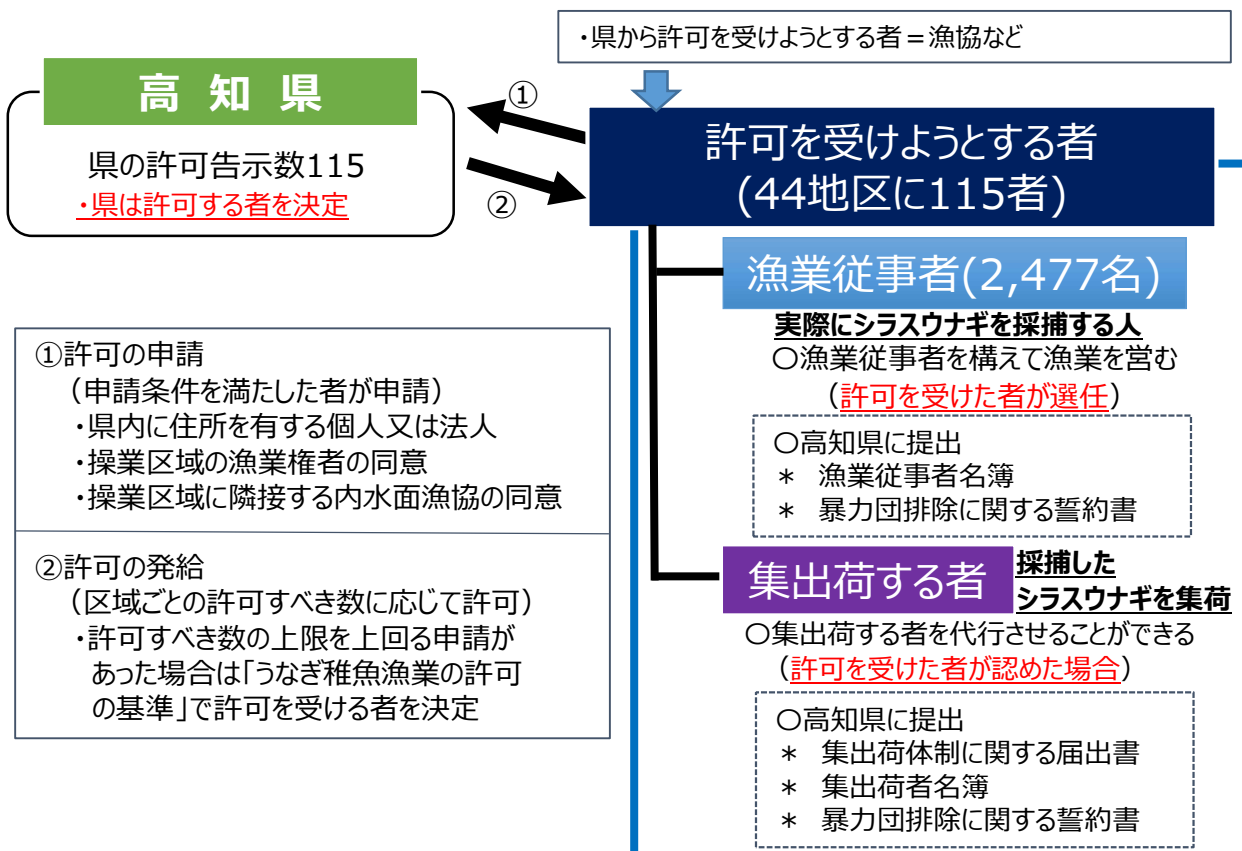 ・県から許可を受けようとする者＝漁協など
高 知 県
県の許可告示数115
・県は許可する者を決定
①
②
許可を受けようとする者
(44地区に115者)
漁業従事者(2,477名)
実際にシラスウナギを採捕する人
〇漁業従事者を構えて漁業を営む
（許可を受けた者が選任）
〇高知県に提出
＊　漁業従事者名簿
＊　暴力団排除に関する誓約書
集出荷する者
採捕した
シラスウナギを集荷
〇集出荷する者を代行させることができる
（許可を受けた者が認めた場合）
〇高知県に提出
＊　集出荷体制に関する届出書
＊　集出荷者名簿
＊　暴力団排除に関する誓約書
①許可の申請
（申請条件を満たした者が申請）
・県内に住所を有する個人又は法人
・操業区域の漁業権者の同意
・操業区域に隣接する内水面漁協の同意
②許可の発給
（区域ごとの許可すべき数に応じて許可）
・許可すべき数の上限を上回る申請が
あった場合は「うなぎ稚魚漁業の許可
の基準」で許可を受ける者を決定